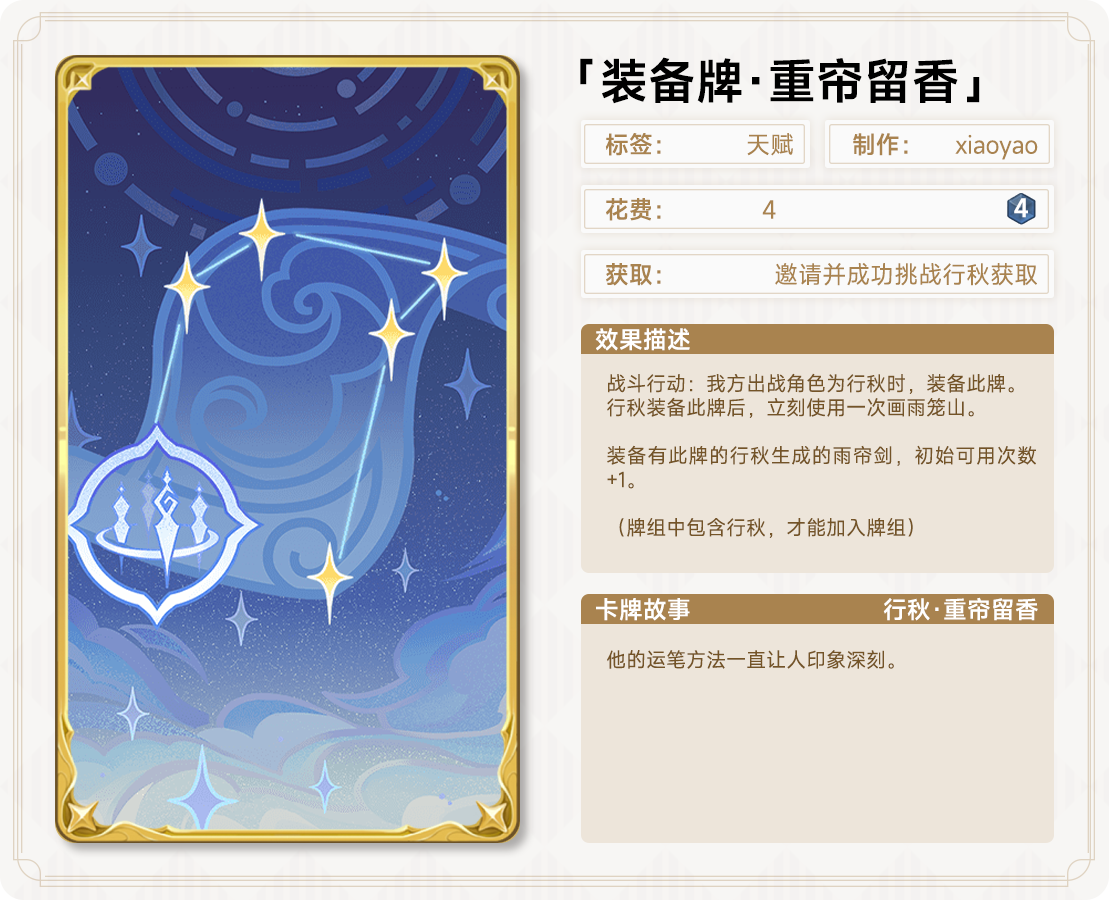 「装备牌·重帘留香」
标签： 天赋
制作： xiaoyao
花费： 4 4
获取： 邀请并成功挑战行秋获取
效果描述
战斗行动：我方出战角色为行秋时，装备此牌。
行秋装备此牌后，立刻使用一次画雨笼山。
装备有此牌的行秋生成的雨帘剑，初始可用次数
+1。
（牌组中包含行秋，才能加入牌组）
卡牌故事 行秋·重帘留香
他的运笔方法一直让人印象深刻。